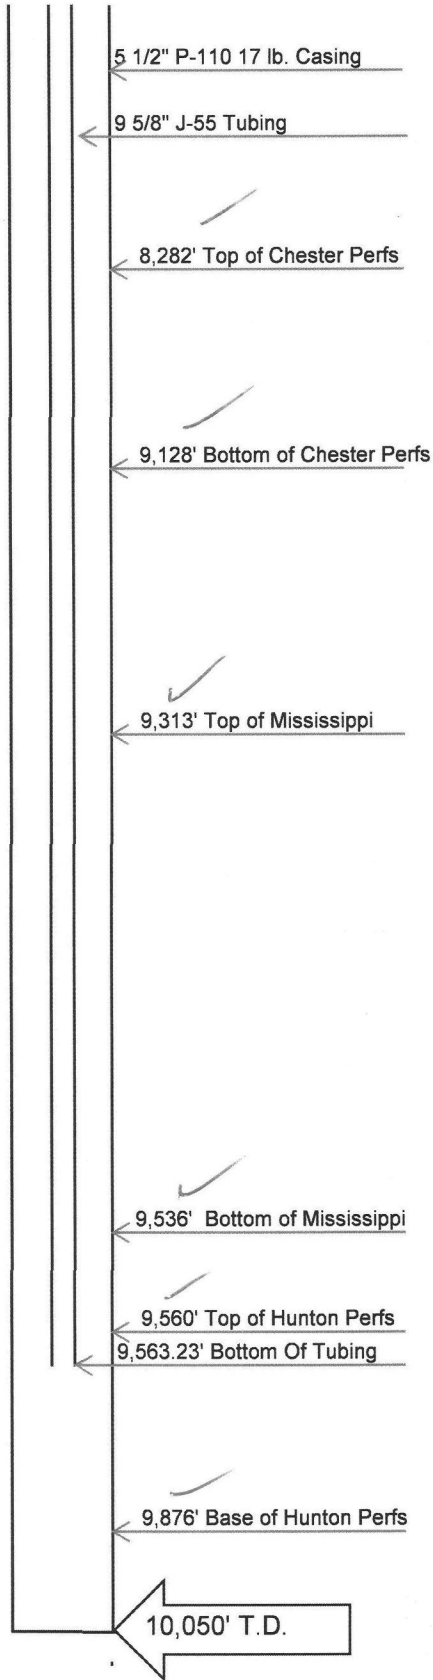 5 1/2" P-110 17 lb. Casing
9 5/8" J-55 Tubing
8,282' Top of Chester Perfs
9,128' Bottom of Chester Perfs
9,313' Top of Mississippi
9,536' Bottom of Mississippi
9,560' Top of Hunton Perfs
9,563.23' Bottom Of Tubing
9,876' Base of Hunton Perfs
10,050' T.D.